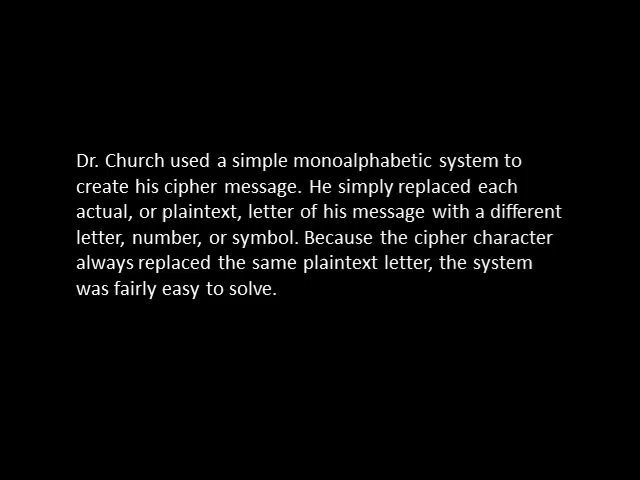 Dr. Church used a simple monoalphabetic system to
create his cipher message. He simply replaced each
actual, or plaintext, letter of his message with a different
letter, number, or symbol. Because the cipher character
always replaced the same plaintext letter, the system
was fairly easy to solve.